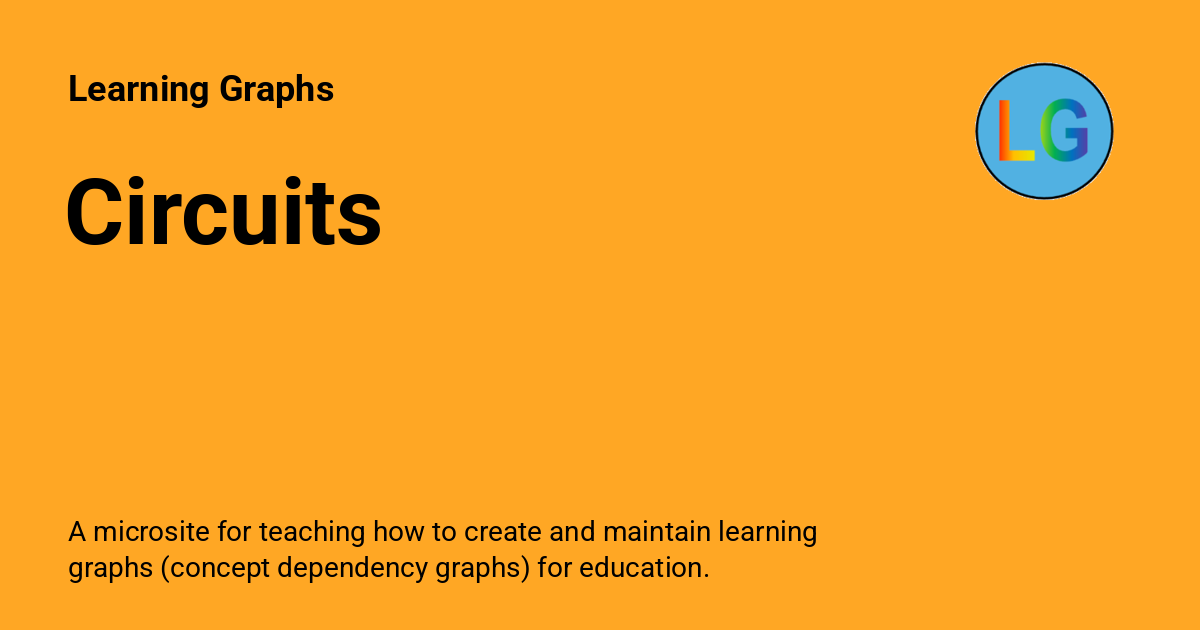 Learning Graphs
LG
Circuits
A microsite for teaching how to create and maintain learning
graphs (concept dependency graphs) for education.